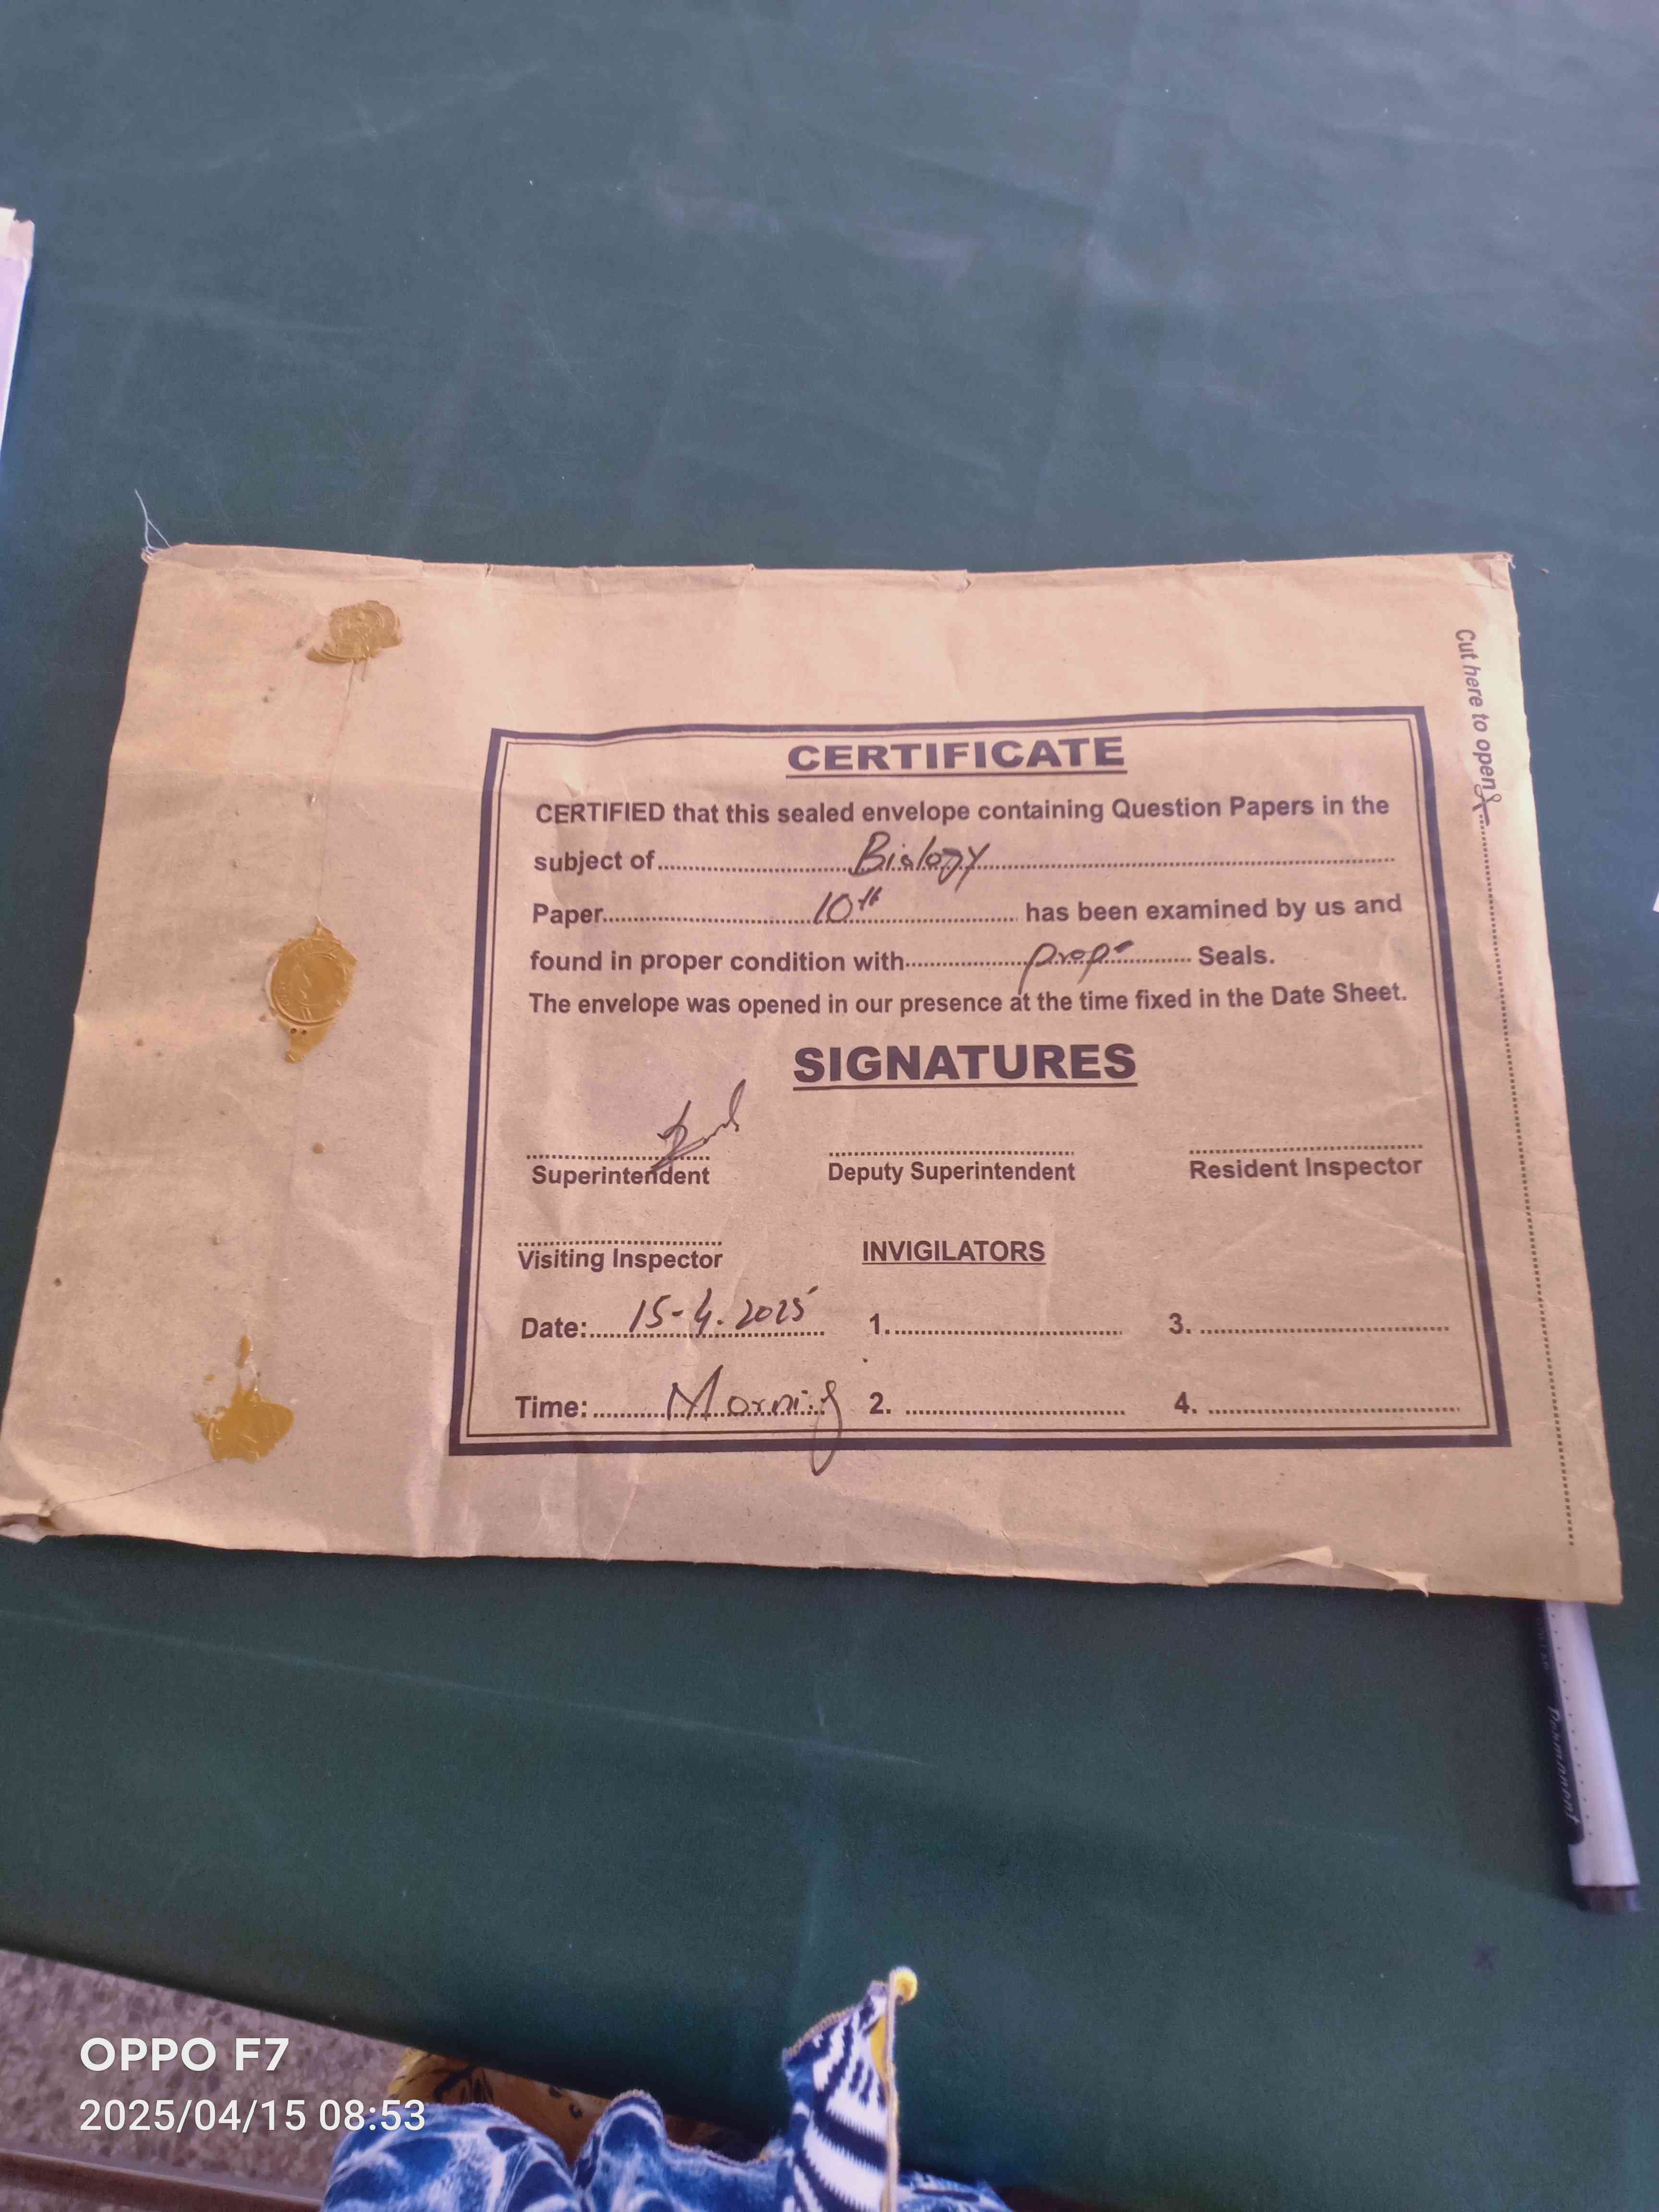 Cut here to open
CERTIFICATE
CERTIFIED that this sealed envelope containing Question Papers in the
subject of..........Biology..........
Paper..........10th.......... has been examined by us and
found in proper condition with..........prop.......... Seals.
The envelope was opened in our presence at the time fixed in the Date Sheet.
SIGNATURES
Superintendent Deputy Superintendent Resident Inspector
Visiting Inspector INVIGILATORS
Date:.....15-4.2025..... 1........... 3...........
Time:.....Morning 2. .......... 4. ..........
Permanent
OPPO F7
2025/04/15 08:53